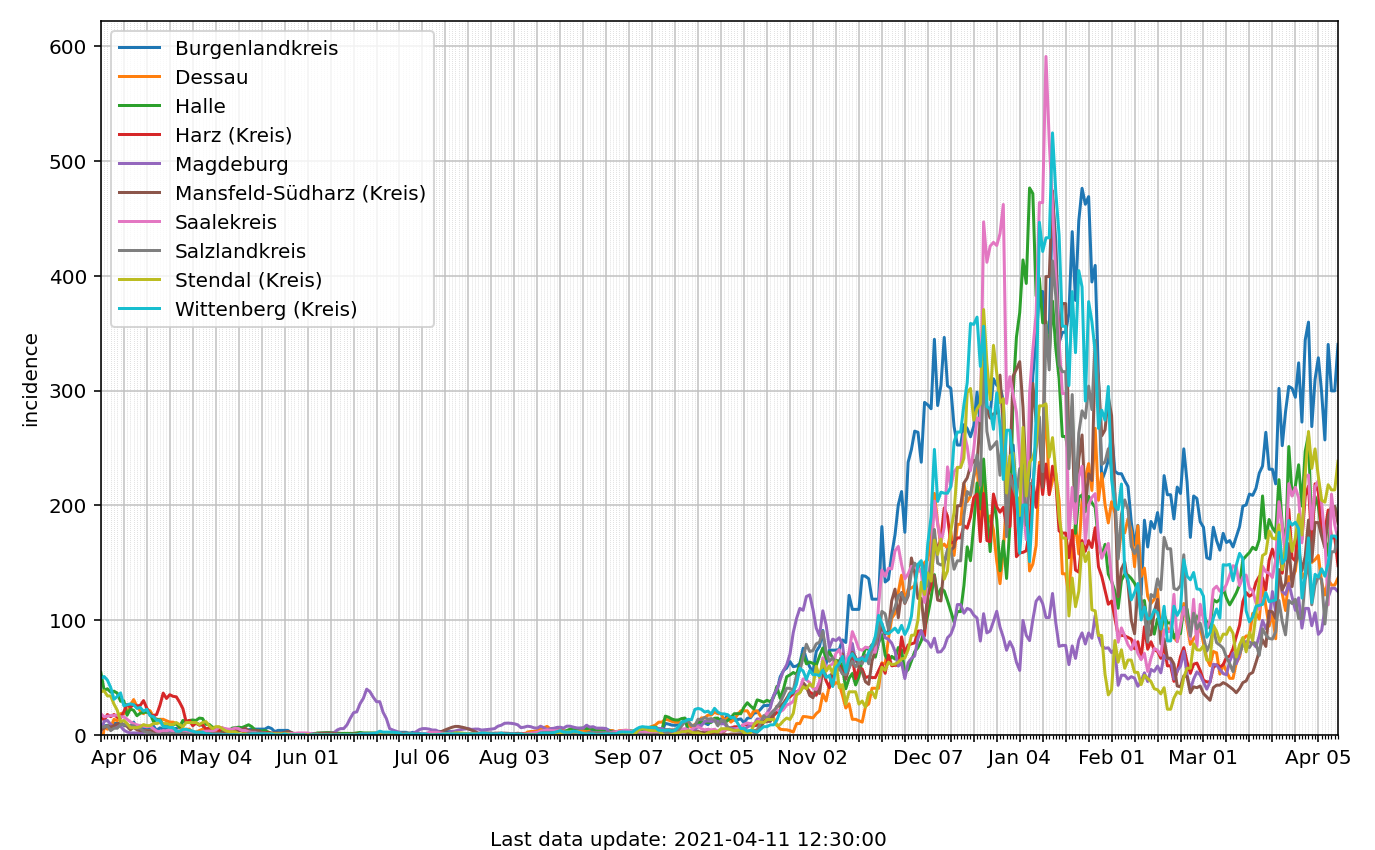 600
500
400
300
200
100
0
incidence
Burgenlandkreis
Dessau
Halle
Harz (Kreis)
Magdeburg
Mansfeld-Südharz (Kreis)
Saalekreis
Salzlandkreis
Stendal (Kreis)
Wittenberg (Kreis)
Apr 06 May 04 Jun 01 Jul 06 Aug 03 Sep 07 Oct 05 Nov 02 Dec 07 Jan 04 Feb 01 Mar 01 Apr 05
Last data update: 2021-04-11 12:30:00